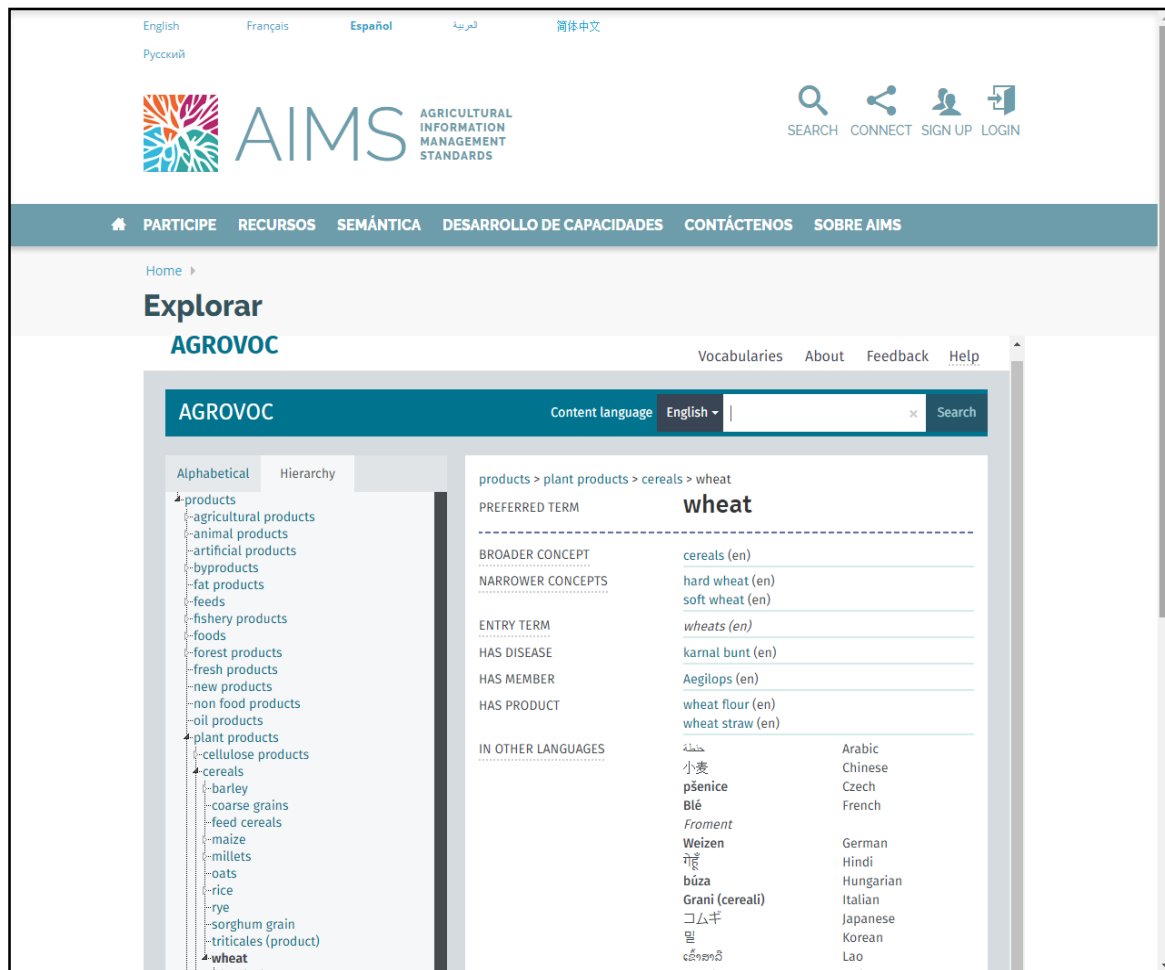 English Français Español العربية 简体中文
Русский
AIMS
AGRICULTURAL
INFORMATION
MANAGEMENT
STANDARDS
SEARCH CONNECT SIGN UP LOGIN
PARTICIPE RECURSOS SEMÁNTICA DESARROLLO DE CAPACIDADES CONTÁCTENOS SOBRE AIMS
Home
Explorar
AGROVOC
Vocabularies About Feedback Help
AGROVOC Content language English Search
Alphabetical Hierarchy
products
agricultural products
animal products
artificial products
byproducts
fat products
feeds
fishery products
foods
forest products
fresh products
new products
non food products
oil products
plant products
cellulose products
cereals
barley
coarse grains
feed cereals
maize
millets
oats
rice
rye
sorghum grain
triticales (product)
wheat
products > plant products > cereals > wheat
PREFERRED TERM wheat
BROADER CONCEPT cereals (en)
NARROWER CONCEPTS hard wheat (en)
soft wheat (en)
ENTRY TERM wheats (en)
HAS DISEASE karnal bunt (en)
HAS MEMBER Aegilops (en)
HAS PRODUCT wheat flour (en)
wheat straw (en)
IN OTHER LANGUAGES حنطة Arabic
小麦 Chinese
pšenice Czech
Blé French
Froment
Weizen German
गेहूँ Hindi
búza Hungarian
Grani (cereali) Italian
コムギ Japanese
밀 Korean
ເຂົ້າສາລີ Lao